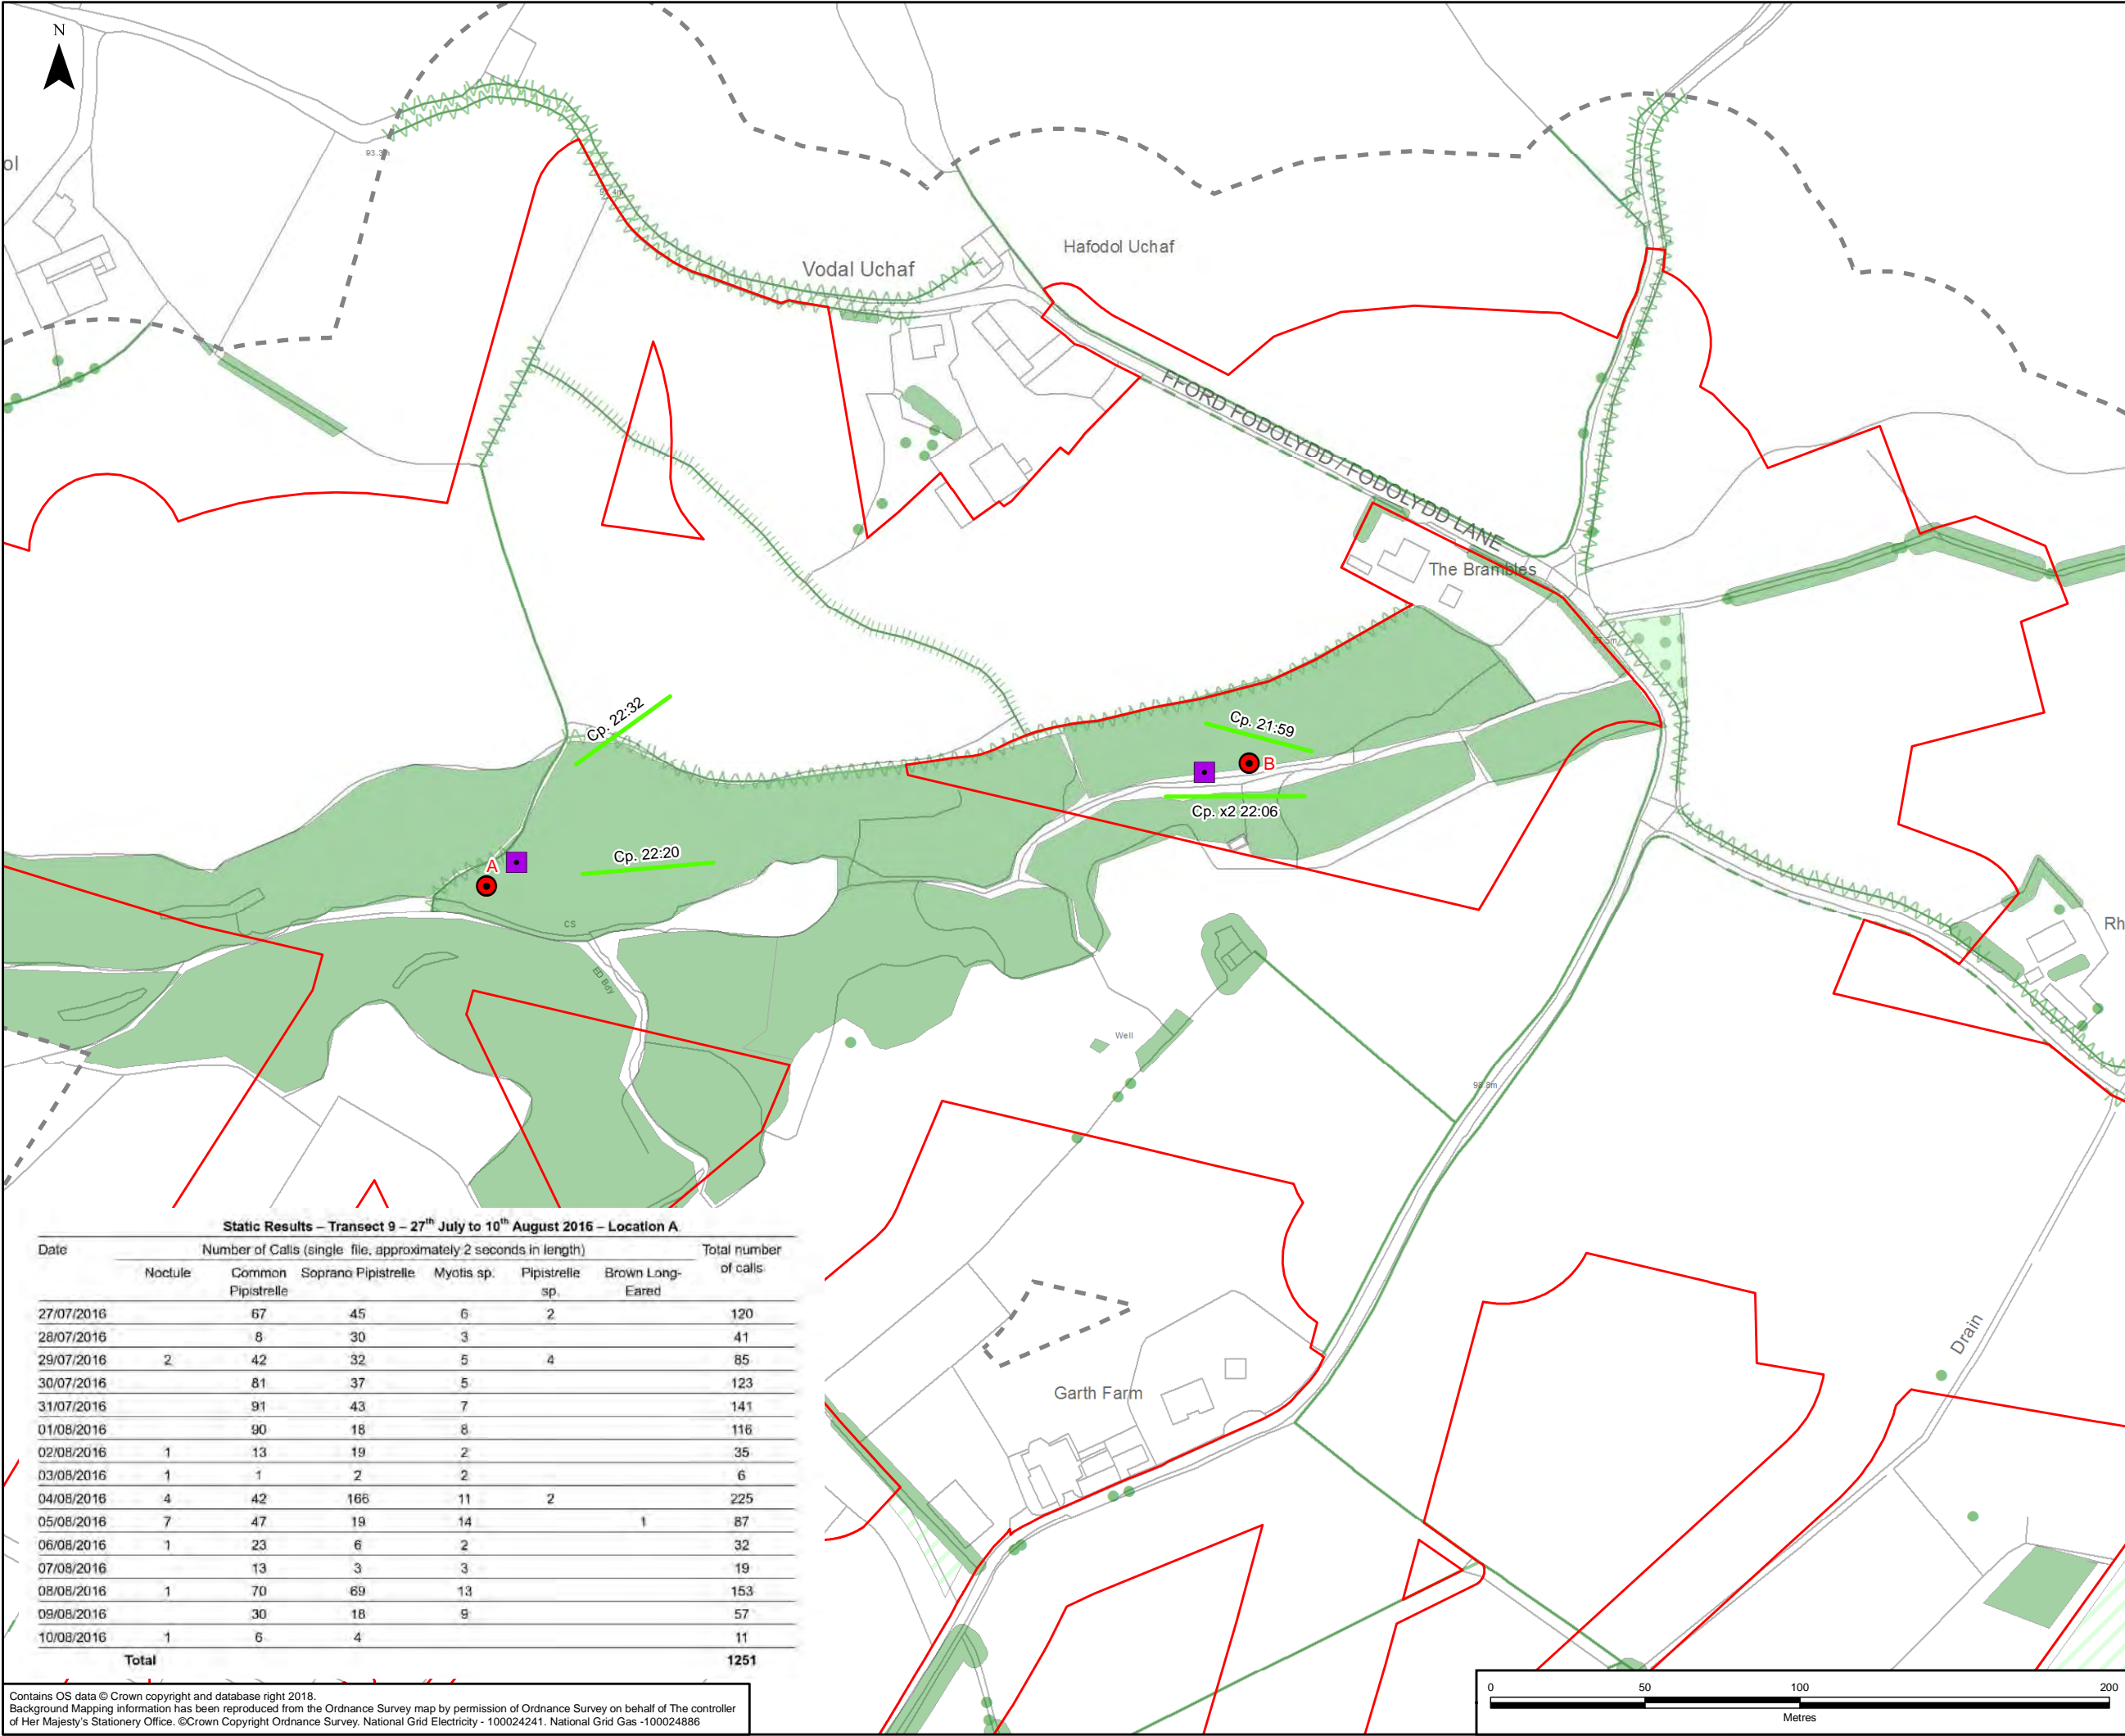 N
ol
93.2m
Vodal Uchaf
Hafodol Uchaf
FFORD FODOLYDD / FODOLYDD LANE
The Brambles
Cp. 22:32
Cp. 21:59
B
Cp. x2 22:06
Cp. 22:20
A
CS
ED Bdy
Rh
Well
Garth Farm
Drain
Static Results – Transect 9 – 27th July to 10th August 2016 – Location A
Date Number of Calls (single file, approximately 2 seconds in length) Total number of calls
Noctule Common Pipistrelle Soprano Pipistrelle Myotis sp. Pipistrelle sp. Brown Long-Eared
27/07/2016 67 45 6 2 120
28/07/2016 8 30 3 41
29/07/2016 2 42 32 5 4 85
30/07/2016 81 37 5 123
31/07/2016 91 43 7 141
01/08/2016 90 18 8 116
02/08/2016 1 13 19 2 35
03/08/2016 1 1 2 2 6
04/08/2016 4 42 166 11 2 225
05/08/2016 7 47 19 14 1 87
06/08/2016 1 23 6 2 32
07/08/2016 13 3 3 19
08/08/2016 1 70 69 13 153
09/08/2016 30 18 9 57
10/08/2016 1 6 4 11
Total 1251
Contains OS data © Crown copyright and database right 2018.
Background Mapping information has been reproduced from the Ordnance Survey map by permission of Ordnance Survey on behalf of The controller
of Her Majesty's Stationery Office. ©Crown Copyright Ordnance Survey. National Grid Electricity - 100024241. National Grid Gas -100024886
0 50 100 200
Metres